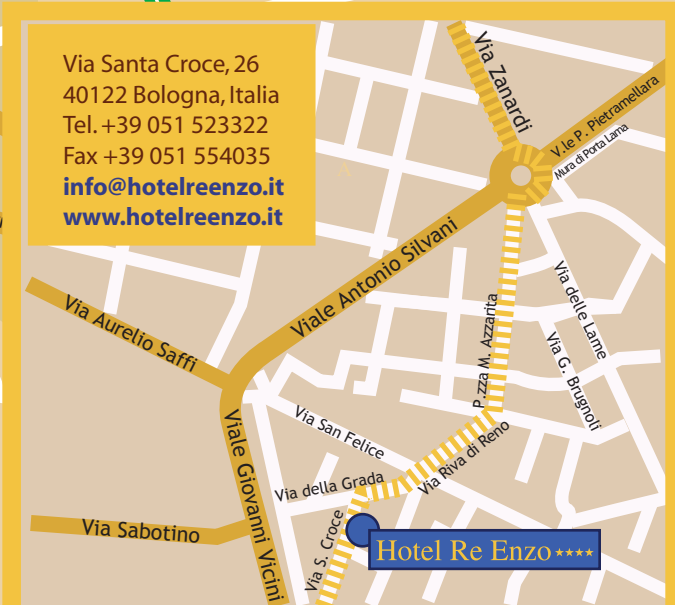 Via Santa Croce, 26
40122 Bologna, Italia
Tel. +39 051 523322
Fax +39 051 554035
info@hotelreenzo.it
www.hotelreenzo.it
Via Zanardi
V.le P. Pietramellara
Mura di Porta Lama
Viale Antonio Silvani
Via Aurelio Saffi
P.zza M. Azzarita
Via delle Lame
Via G. Brugnoli
Via San Felice
Via Riva di Reno
Via della Grada
Viale Giovanni Vicini
Via Sabotino
Via S. Croce
Hotel Re Enzo ★★★★
A